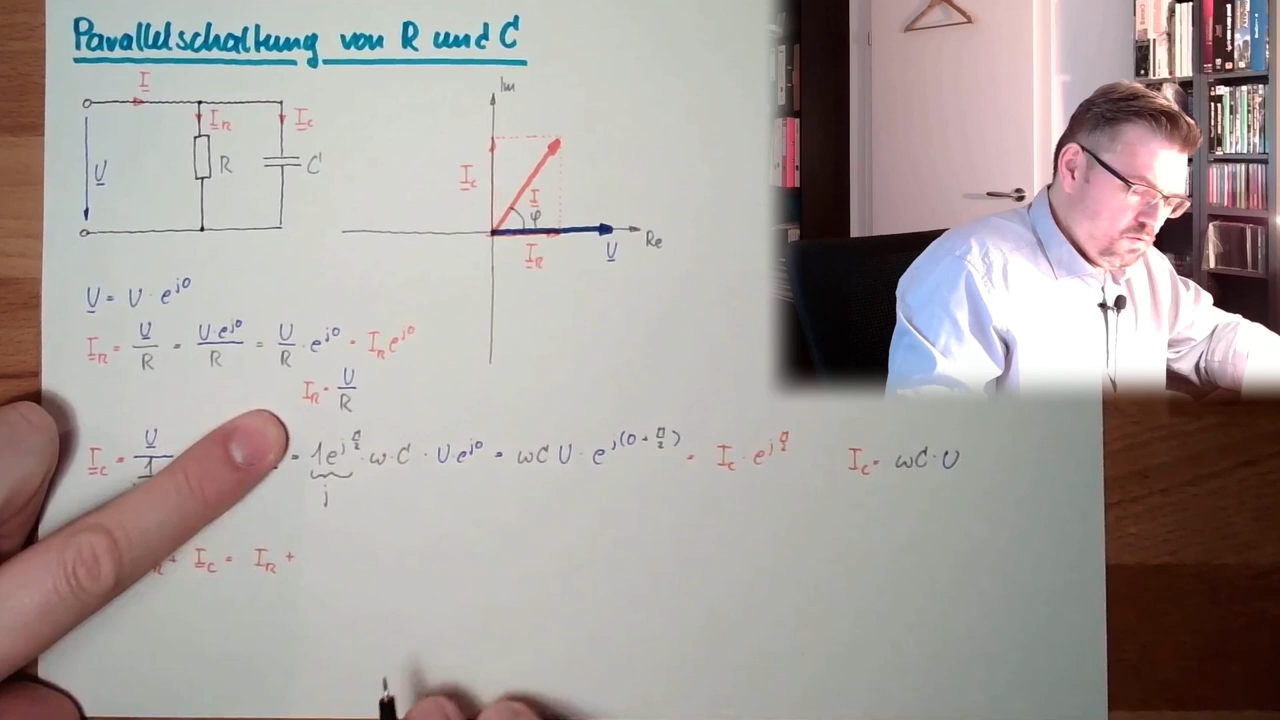 Parallelschaltung von R und C
I
I_R
I_C
U
R
C
Im
I_C
I
φ
Re
I_R
U
U = U · e^j0
I_R = U/R = U·e^j0/R = U/R · e^j0 = I_R e^j0
I_R = U/R
I_C = U/1 = 1e^jπ/2 · ω·C · U e^j0 = ωCU · e^j(0+π/2) = I_C · e^jπ/2 I_C = ωC·U
j
R + I_C = I_R +